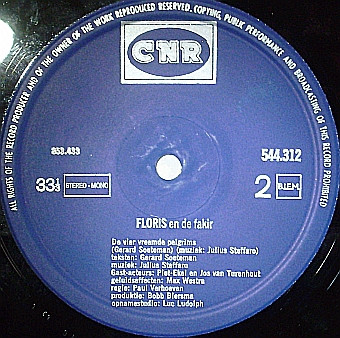 ALL RIGHTS OF THE RECORD PRODUCER AND OF THE OWNER OF THE WORK REPRODUCED RESERVED. COPYING, PUBLIC PERFORMANCE AND BROADCASTING OF THIS RECORD PROHIBITED
CNR
853.433
544.312
33⅓ STEREO-MONO
2 B.I.E.M.
FLORIS en de fakir
De vier vreemde pelgrims
(Gerard Soeteman) (muziek: Julius Steffaro)
teksten: Gerard Soeteman
muziek: Julius Steffaro
Gast-acteurs: Piet-Ekel en Jos van Turenhout
geluidseffecten: Max Westra
regie: Paul Verhoeven
produktie: Bobb Biersma
opnamestudio: Luc Ludolph